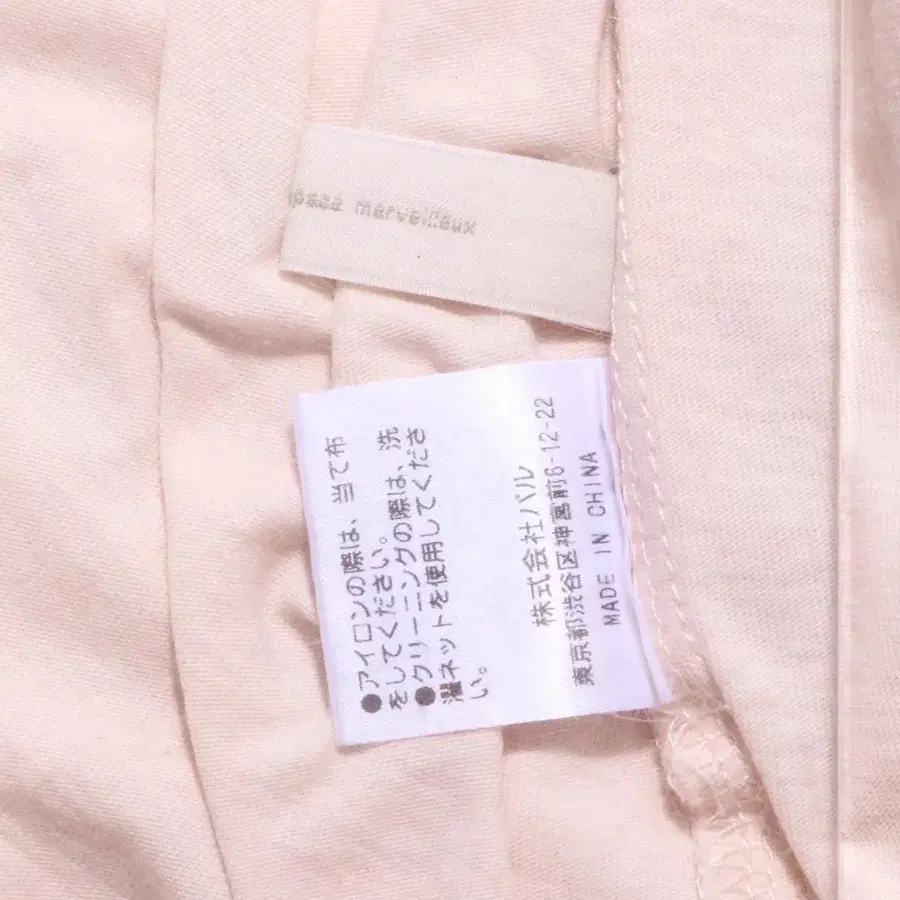 pace marveilleux
●アイロンの際は、当て布
をしてください。
●クリーニングの際は、洗
濯ネットを使用してくださ
い。
株式会社パル
東京都渋谷区神宮前6-12-22
MADE IN CHINA